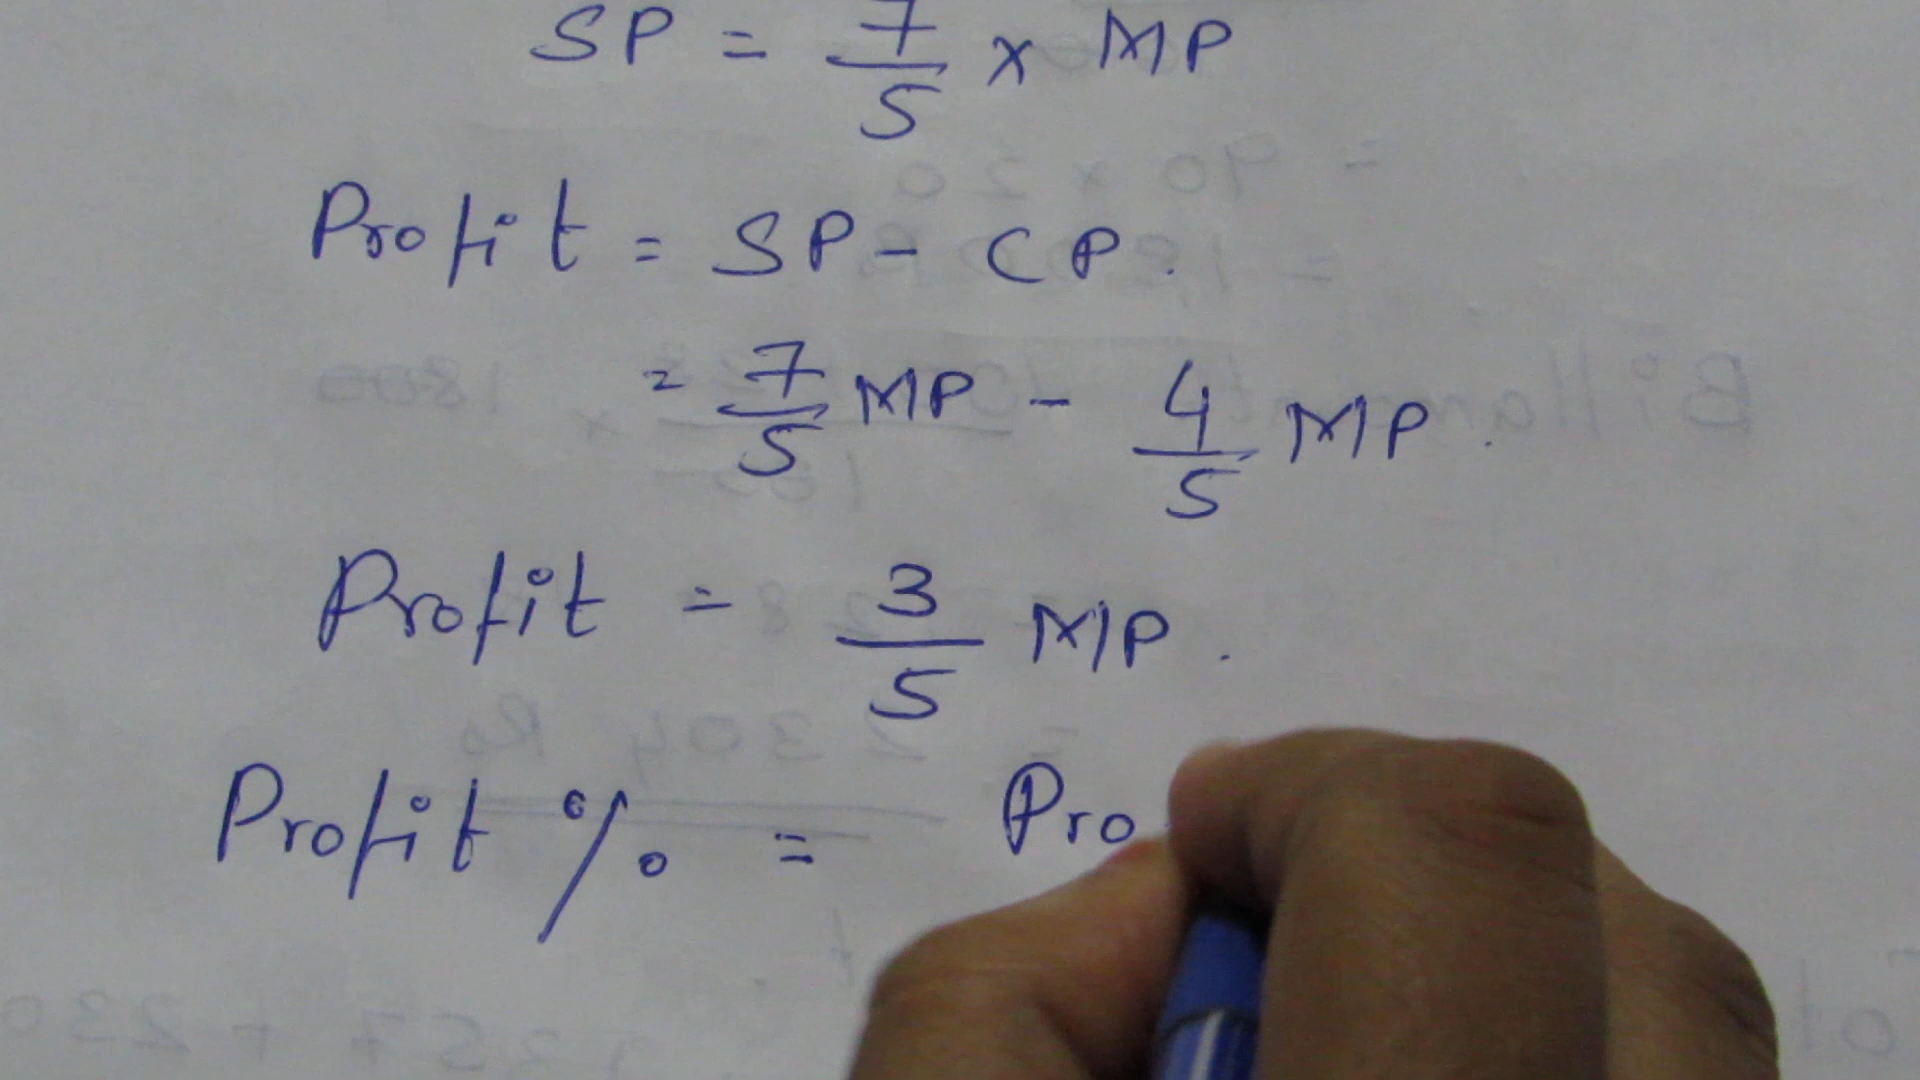 SP = 7/5 x MP
Profit = SP - CP.
= 7/5 MP - 4/5 MP.
Profit = 3/5 MP.
Profit % = Pro